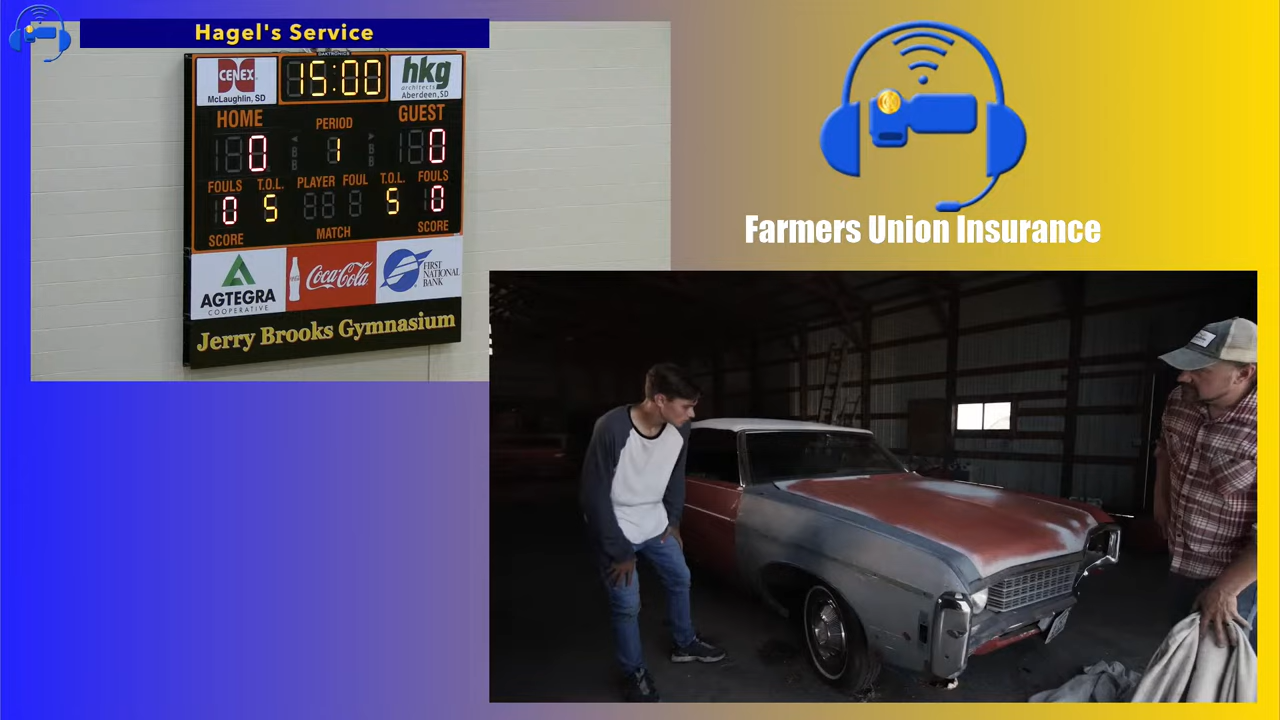 Hagel's Service
DAKTRONICS
CENEX
McLaughlin, SD
15:00
hkg
architects
Aberdeen, SD
HOME
PERIOD
GUEST
0
1
0
FOULS T.O.L. PLAYER FOUL T.O.L. FOULS
0 5 5 0
SCORE MATCH SCORE
AGTEGRA
COOPERATIVE
Coca-Cola
FIRST
NATIONAL
BANK
Jerry Brooks Gymnasium
Farmers Union Insurance